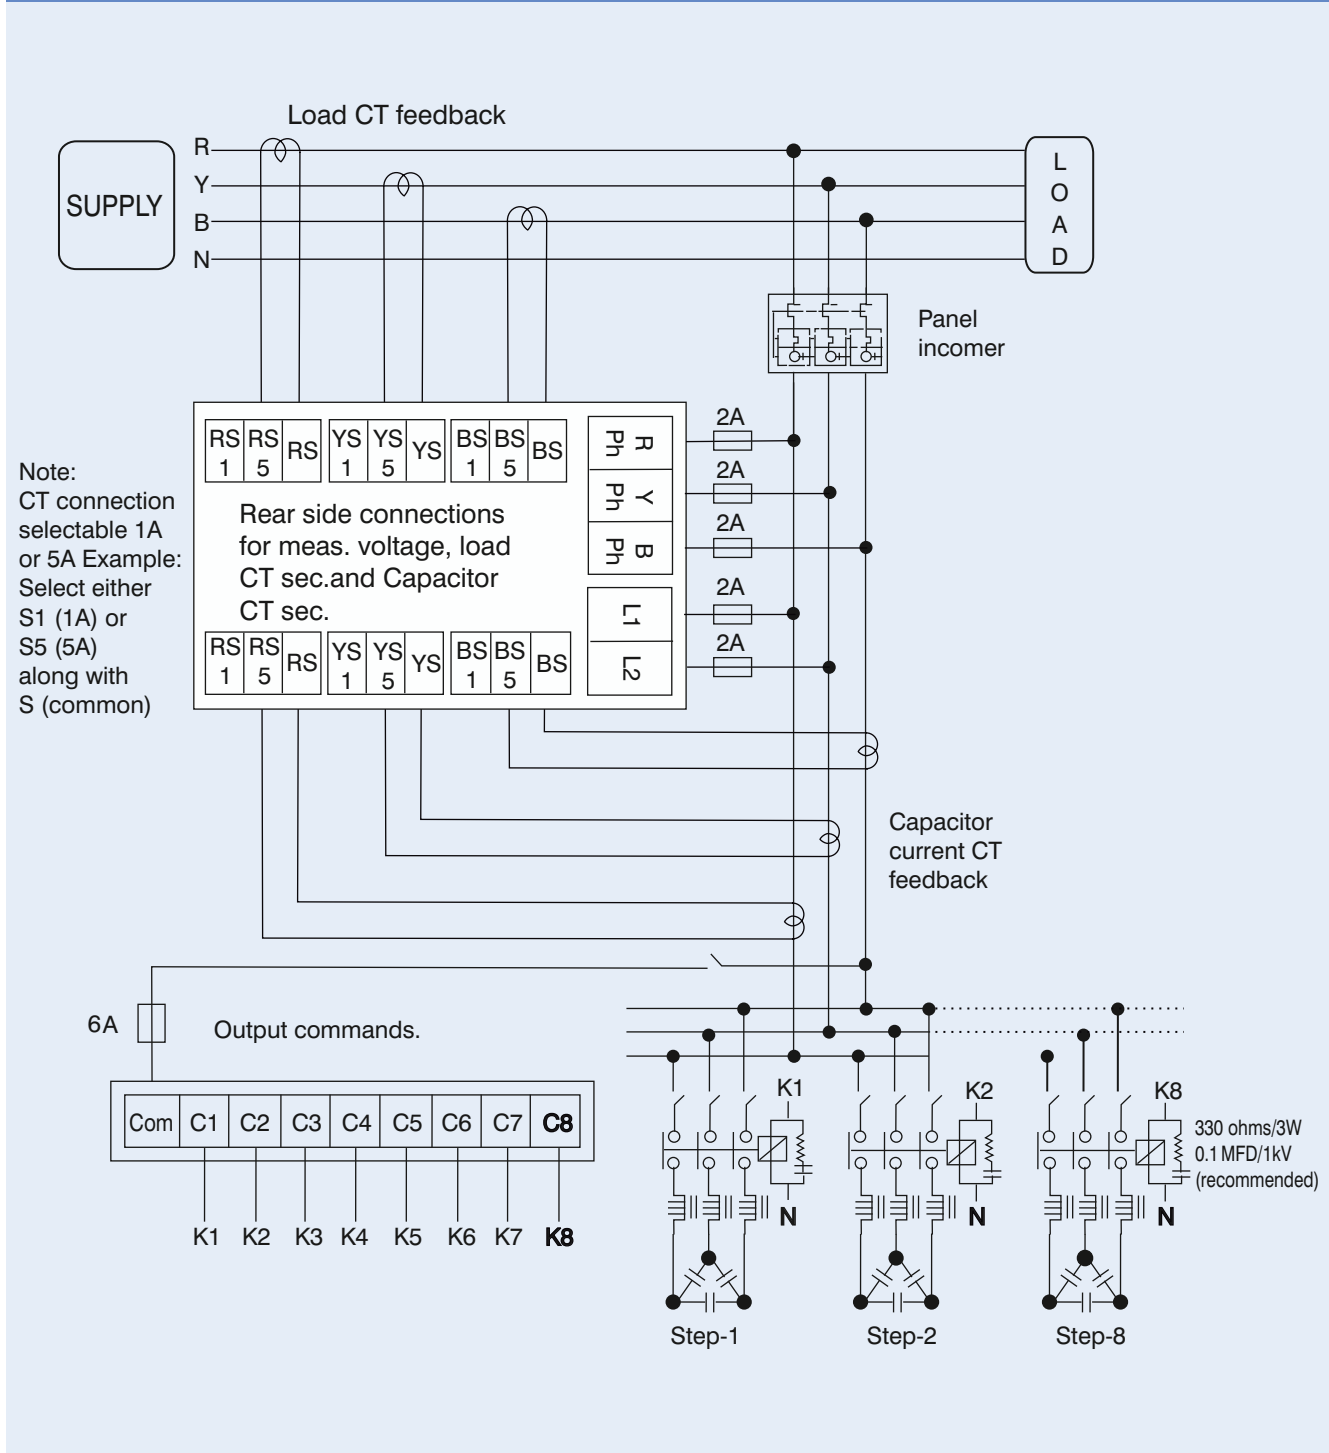 Load CT feedback
SUPPLY
R
Y
B
N
L
O
A
D
Panel
incomer
RS 1
RS 5
RS
YS 1
YS 5
YS
BS 1
BS 5
BS
R Ph
Y Ph
B Ph
L1
L2
2A
2A
2A
2A
2A
Note:
CT connection
selectable 1A
or 5A Example:
Select either
S1 (1A) or
S5 (5A)
along with
S (common)
Rear side connections
for meas. voltage, load
CT sec.and Capacitor
CT sec.
RS 1
RS 5
RS
YS 1
YS 5
YS
BS 1
BS 5
BS
Capacitor
current CT
feedback
6A
Output commands.
Com C1 C2 C3 C4 C5 C6 C7 C8
K1 K2 K3 K4 K5 K6 K7 K8
K1
K2
K8
330 ohms/3W
0.1 MFD/1kV
(recommended)
N
N
N
Step-1
Step-2
Step-8